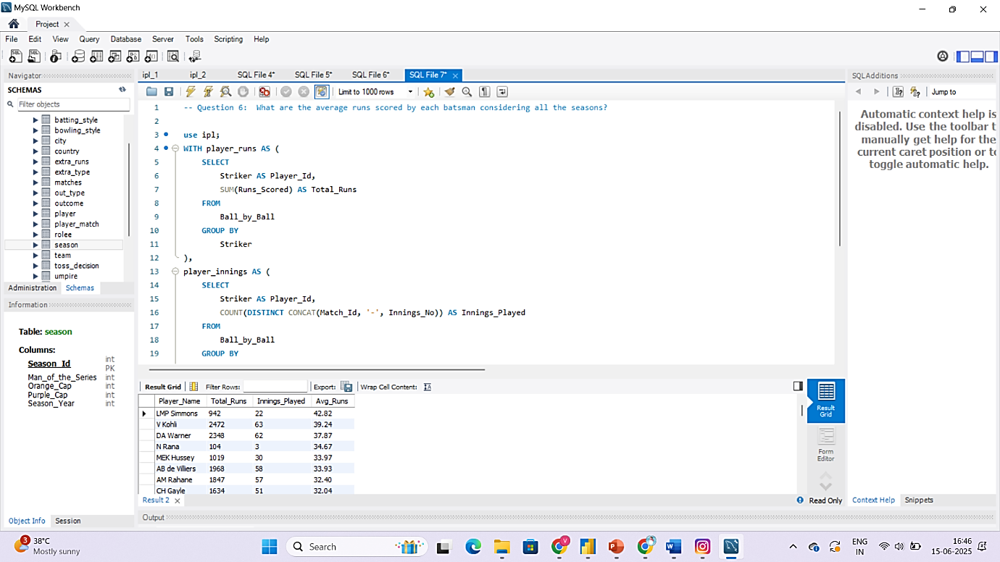 MySQL Workbench
Project
File Edit View Query Database Server Tools Scripting Help
Navigator
SCHEMAS
Filter objects
batting_style
bowling_style
city
country
extra_runs
extra_type
matches
out_type
outcome
player
player_match
rolee
season
team
toss_decision
umpire
Administration Schemas
Information
Table: season
Columns:
Season_Id int PK
Man_of_the_Series int
Orange_Cap int
Purple_Cap int
Season_Year int
Object Info Session
ipl_1 ipl_2 SQL File 4* SQL File 5* SQL File 6* SQL File 7*
Limit to 1000 rows
1 -- Question 6: What are the average runs scored by each batsman considering all the seasons?
2
3 use ipl;
4 WITH player_runs AS (
5 SELECT
6 Striker AS Player_Id,
7 SUM(Runs_Scored) AS Total_Runs
8 FROM
9 Ball_by_Ball
10 GROUP BY
11 Striker
12 ),
13 player_innings AS (
14 SELECT
15 Striker AS Player_Id,
16 COUNT(DISTINCT CONCAT(Match_Id, '-', Innings_No)) AS Innings_Played
17 FROM
18 Ball_by_Ball
19 GROUP BY
Result Grid Filter Rows: Export: Wrap Cell Content:
Player_Name Total_Runs Innings_Played Avg_Runs
LMP Simmons 942 22 42.82
V Kohli 2472 63 39.24
DA Warner 2348 62 37.87
N Rana 104 3 34.67
MEK Hussey 1019 30 33.97
AB de Villiers 1968 58 33.93
AM Rahane 1847 57 32.40
CH Gayle 1634 51 32.04
Result Grid
Form Editor
Result 2
Read Only
Output
SQLAdditions
Jump to
Automatic context help is
disabled. Use the toolbar t
manually get help for the
current caret position or to
toggle automatic help.
Context Help Snippets
3
38°C
Mostly sunny
Search
ENG
IN
16:46
15-06-2025